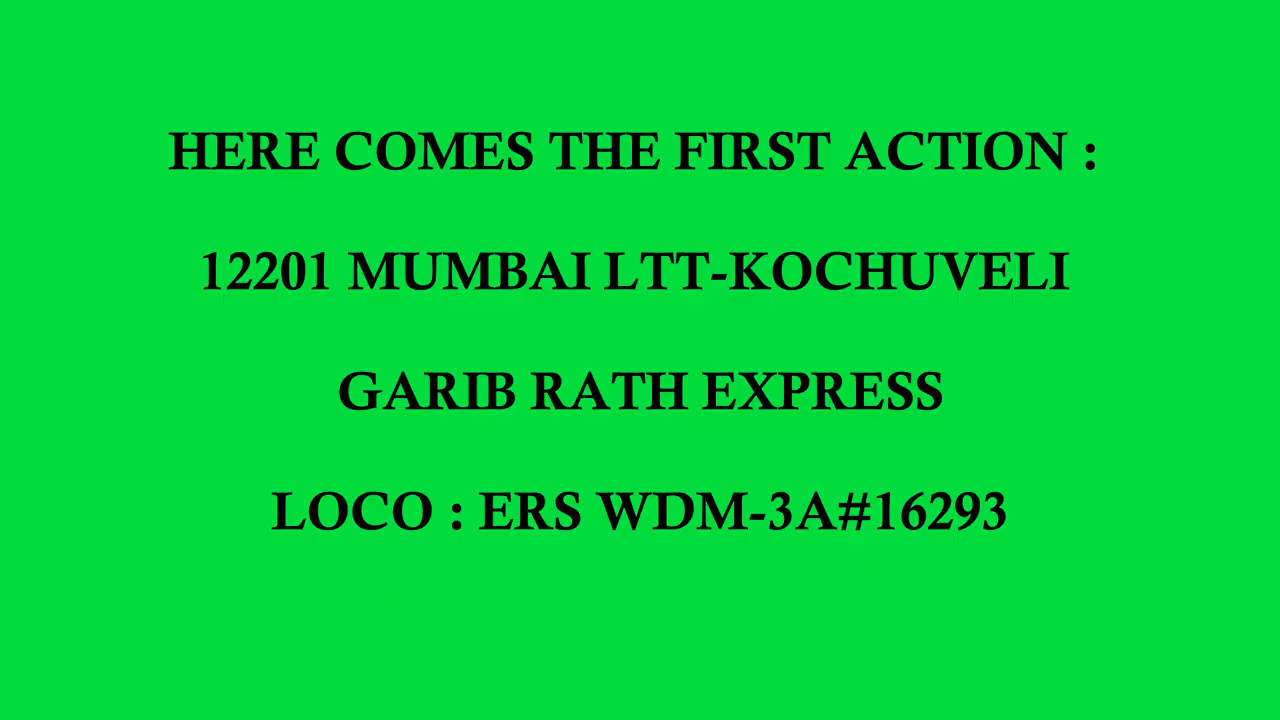 HERE COMES THE FIRST ACTION :
12201 MUMBAI LTT-KOCHUVELI
GARIB RATH EXPRESS
LOCO : ERS WDM-3A#16293